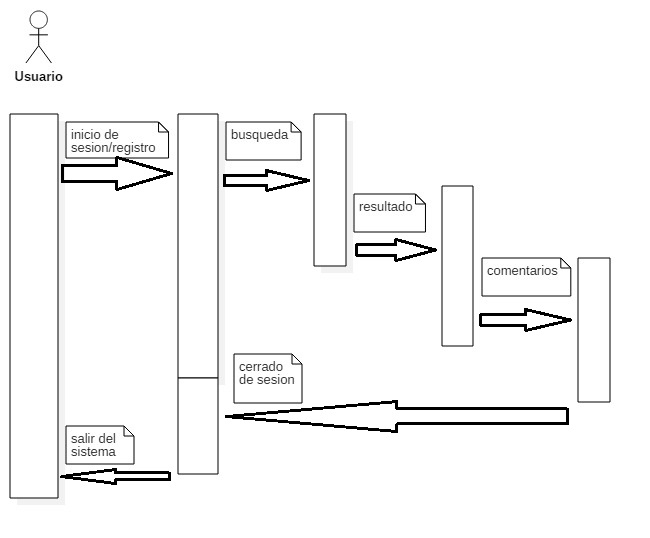 Usuario
inicio de
sesion/registro
busqueda
resultado
comentarios
cerrado
de sesion
salir del
sistema